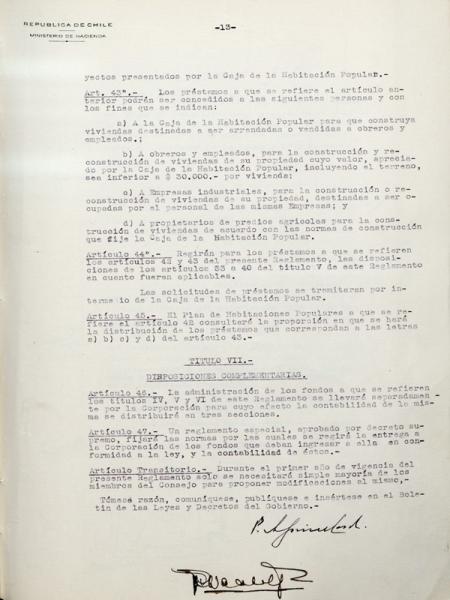 REPUBLICA DE CHILE
MINISTERIO DE HACIENDA
-13-
yectos presentados por la Caja de la Habitación Popular.-
Art. 43º.- Los préstamos a que se refiere el artículo an-
terior podrán ser concedidos a las siguientes personas y con
los fines que se indican:
a) A la Caja de la Habitación Popular para que construya
viviendas destinadas a ser arrendadas o vendidas a obreros y
empleados.;
b) A obreros y empleados, para la construcción y re-
construcción de viviendas de su propiedad cuyo valor, aprecia-
do por la Caja de la Habitación Popular, incluyendo el terreno,
sea inferior a $ 30.000.- por vivienda;
c) A Empresas industriales, para la construcción o re-
construcción de viviendas de su propiedad, destinadas a ser o-
cupadas por el personal de las mismas Empresas; y
d) A propietarios de predios agrícolas para la cons-
trucción de viviendas de acuerdo con las normas de construcción
que fije la Caja de la Habitación Popular.
Artículo 44º.- Regirán para los préstamos a que se refieren
los artículos 42 y 43 del presente Reglamento, las disposi-
ciones de los artículos 33 a 40 del título V de este Reglamento
en cuanto fueran aplicables.
Las solicitudes de préstamos se tramitarán por in-
termedio de la Caja de la Habitación Popular.
Artículo 45.- El Plan de Habitaciones Populares a que se re-
fiere el artículo 42 consultará la proporción en que se hará
la distribución de los préstamos que correspondan a las letras
a) b) c) y d) del artículo 43.-
TITULO VII.-
DISPOSICIONES COMPLEMENTARIAS.
Artículo 46.- La administración de los fondos a que se refieren
los títulos IV, V y VI de este Reglamento se llevará separadamen-
te por la Corporación para cuyo efecto la contabilidad de la mis-
ma se distribuirá en tres secciones.
Artículo 47.- Un reglamento especial, aprobado por decreto su-
premo, fijará las normas por las cuales se regirá la entrega a
la Corporación de los fondos que deban ingresar a ella en con-
formidad a la ley, y la contabilidad de éstos.-
Artículo Transitorio.- Durante el primer año de vigencia del
presente Reglamento sólo se necesitará simple mayoría de los
miembros del Consejo para proponer modificaciones al mismo,-
Tómese razón, comuníquese, publíquese e insértese en el Bole-
tín de las Leyes y Decretos del Gobierno.-